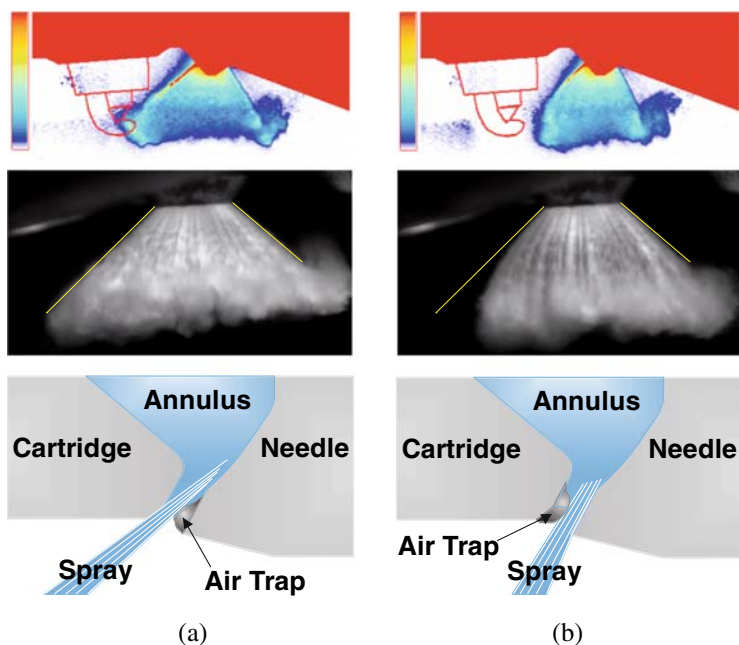 Annulus
Cartridge
Needle
Spray
Air Trap
(a)
Annulus
Cartridge
Needle
Air Trap
Spray
(b)